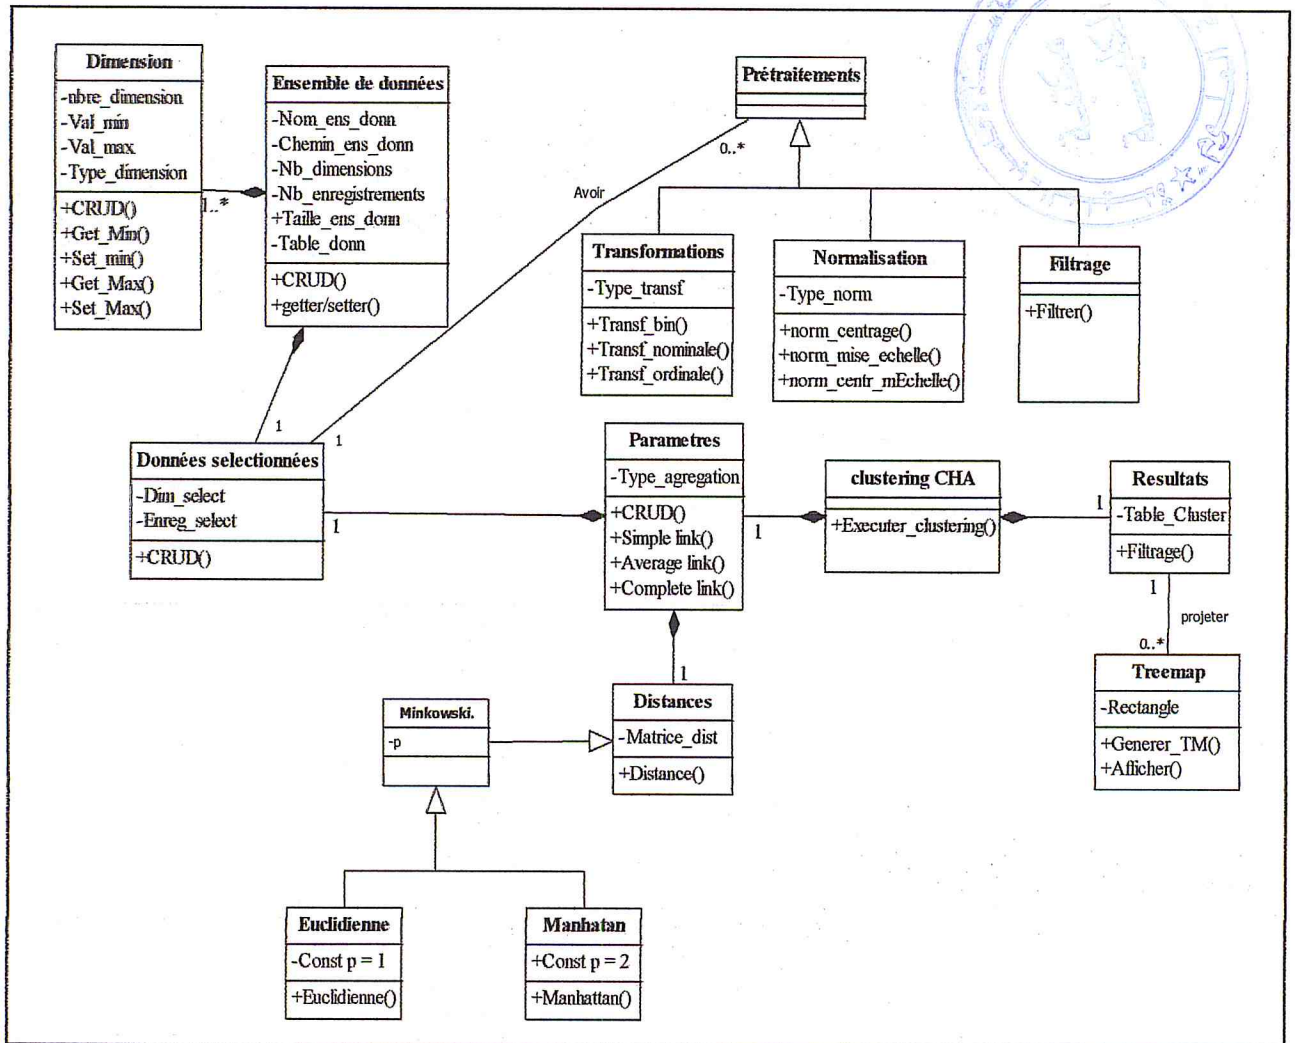 Dimension
-nbre_dimension
-Val_min
-Val_max
-Type_dimension
+CRUD()
+Get_Min()
+Set_min()
+Get_Max()
+Set_Max()
1..*
Ensemble de données
-Nom_ens_donn
-Chemin_ens_donn
-Nb_dimensions
-Nb_enregistrements
+Taille_ens_donn
-Table_donn
+CRUD()
+getter/setter()
Prétraitements
0..*
Avoir
Transformations
-Type_transf
+Transf_bin()
+Transf_nominale()
+Transf_ordinale()
Normalisation
-Type_norm
+norm_centrage()
+norm_mise_echelle()
+norm_centr_mEchelle()
Filtrage
+Filtrer()
1
1
Données selectionnées
-Dim_select
-Enreg_select
+CRUD()
1
Parametres
-Type_agregation
+CRUD()
+Simple link()
+Average link()
+Complete link()
1
clustering CHA
+Executer_clustering()
1
Resultats
-Table_Cluster
+Filtrage()
1
projeter
0..*
Treemap
-Rectangle
+Generer_TM()
+Afficher()
1
Distances
-Matrice_dist
+Distance()
Minkowski.
-p
Euclidienne
-Const p = 1
+Euclidienne()
Manhatan
+Const p = 2
+Manhattan()